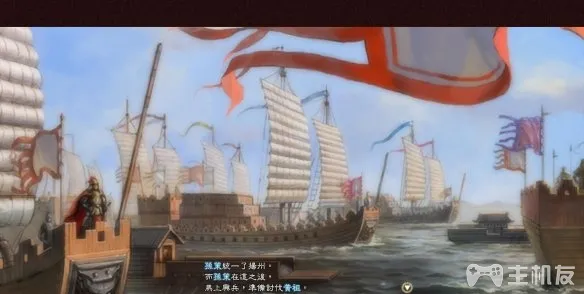 孫策統一了揚州。
而孫策在這之後，
馬上興兵，準備討伐黃祖。
主机友